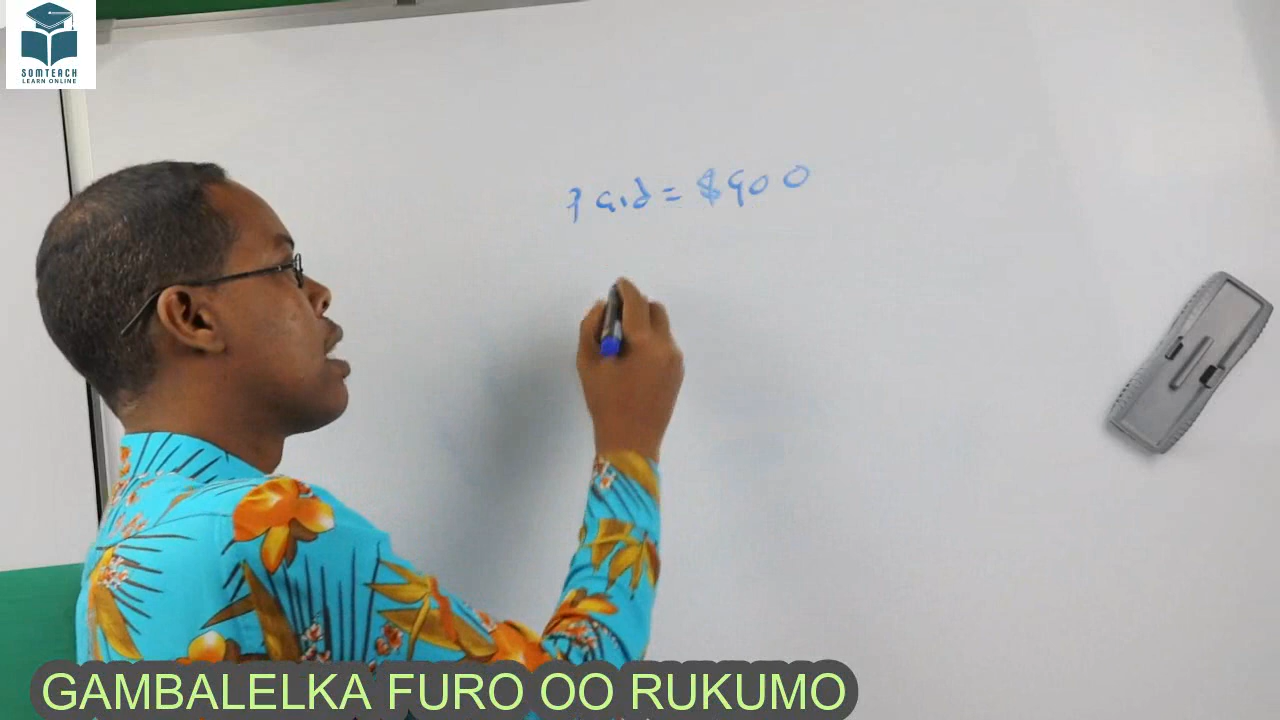 SOMTEACH
LEARN ONLINE
Paid = $900
GAMBALELKA FURO OO RUKUMO